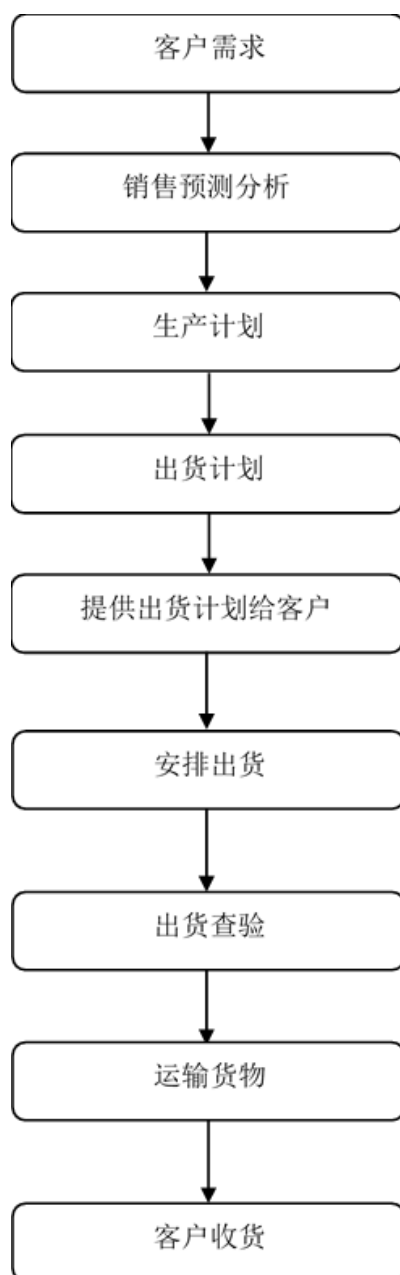 客户需求
销售预测分析
生产计划
出货计划
提供出货计划给客户
安排出货
出货查验
运输货物
客户收货